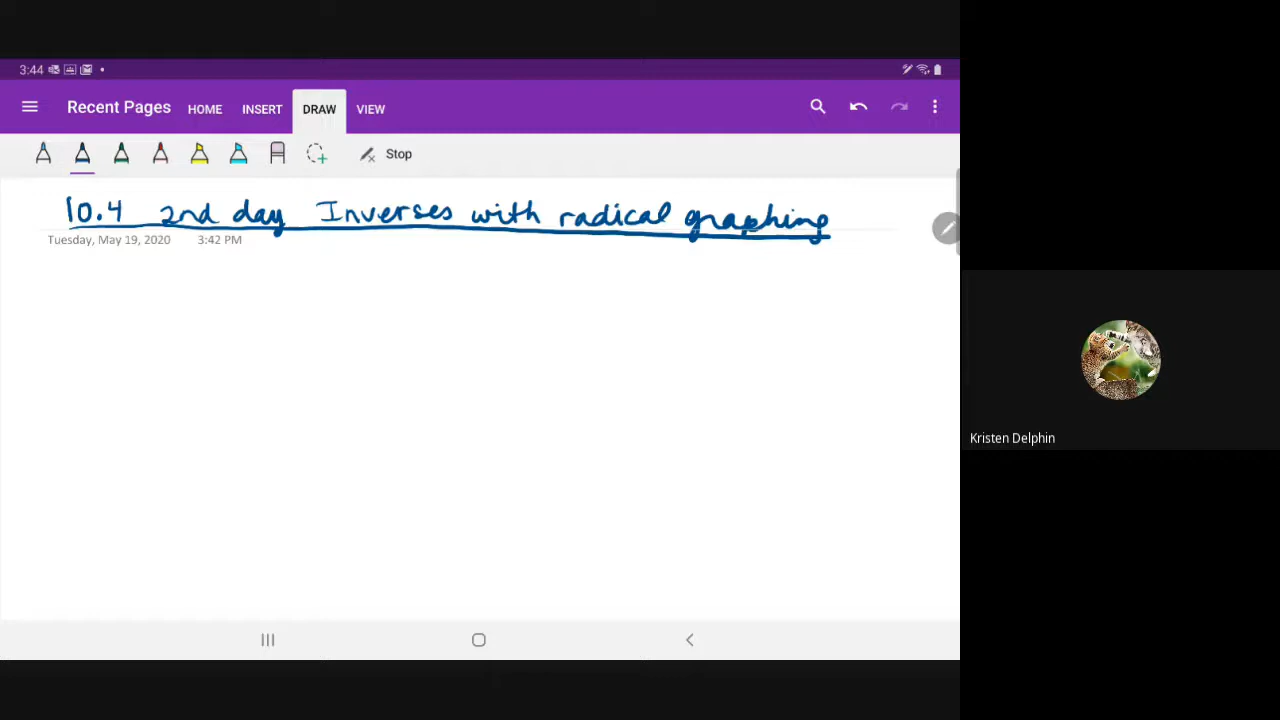 3:44
Recent Pages HOME INSERT DRAW VIEW
Stop
10.4 2nd day Inverses with radical graphing
Tuesday, May 19, 2020 3:42 PM
Kristen Delphin